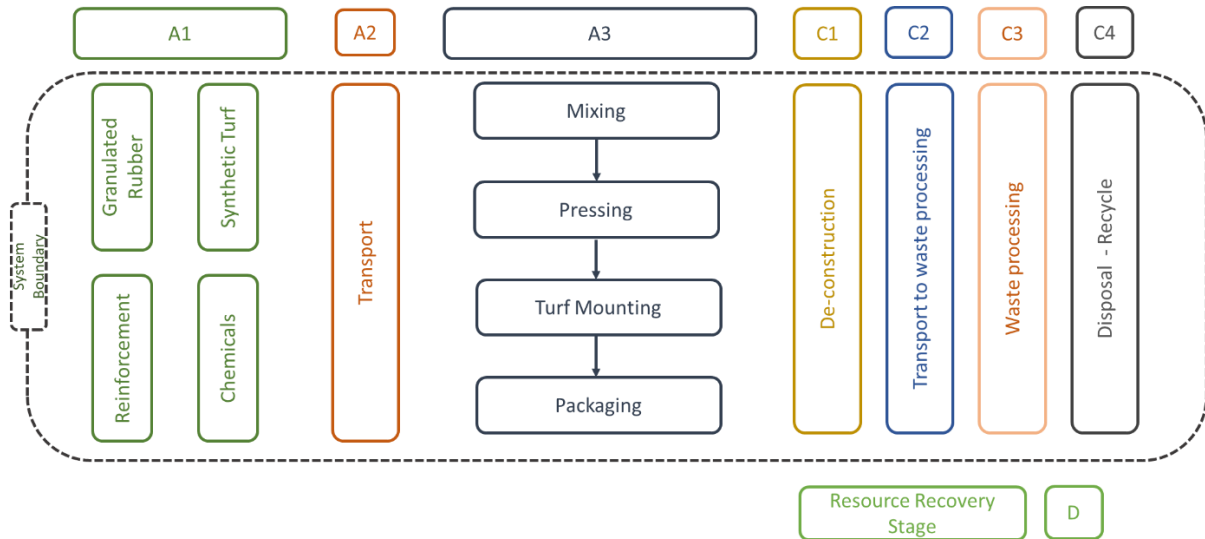 A1
A2
A3
C1
C2
C3
C4
System
Boundary
Granulated
Rubber
Synthetic Turf
Reinforcement
Chemicals
Transport
Mixing
Pressing
Turf Mounting
Packaging
De-construction
Transport to waste processing
Waste processing
Disposal - Recycle
Resource Recovery
Stage
D